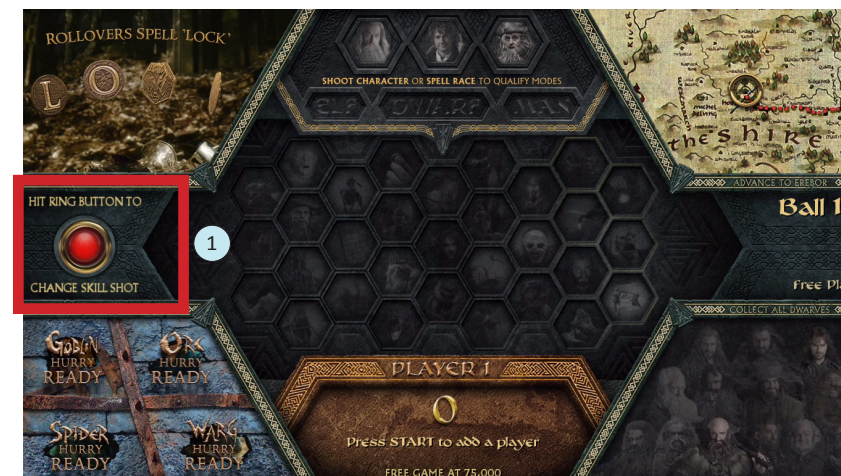 ROLLOVERS SPELL 'LOCK'
L O
SHOOT CHARACTER OR SPELL RACE TO QUALIFY MODES
ELF DWARF MAN
the Shire
ADVANCE TO EREBOR
HIT RING BUTTON TO
CHANGE SKILL SHOT
1
Ball 1
Free Pl
COLLECT ALL DWARVES
GOBLIN
HURRY
READY
ORC
HURRY
READY
SPIDER
HURRY
READY
WARG
HURRY
READY
PLAYER 1
0
Press START to add a player
FREE GAME AT 75,000